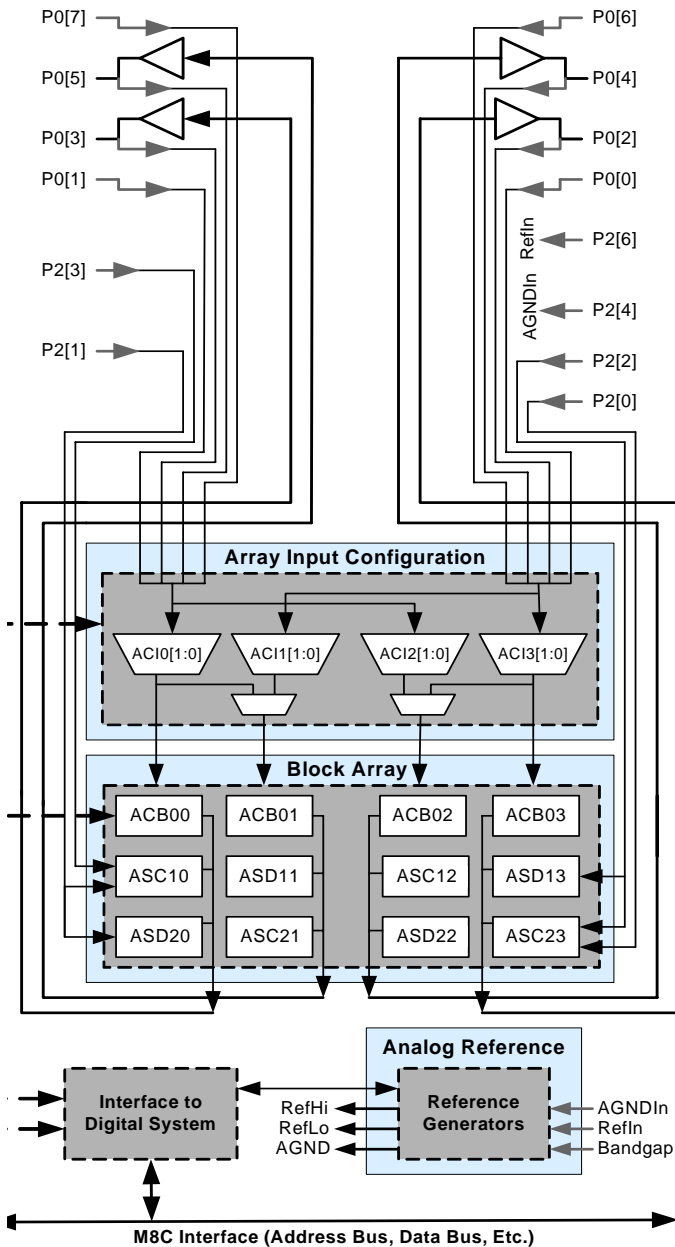 P0[7]
P0[6]
P0[5]
P0[4]
P0[3]
P0[2]
P0[1]
P0[0]
RefIn
P2[6]
P2[3]
AGNDIn
P2[4]
P2[1]
P2[2]
P2[0]
Array Input Configuration
ACI0[1:0]
ACI1[1:0]
ACI2[1:0]
ACI3[1:0]
Block Array
ACB00
ACB01
ACB02
ACB03
ASC10
ASD11
ASC12
ASD13
ASD20
ASC21
ASD22
ASC23
Analog Reference
Interface to
Digital System
RefHi
RefLo
AGND
Reference
Generators
AGNDIn
RefIn
Bandgap
M8C Interface (Address Bus, Data Bus, Etc.)